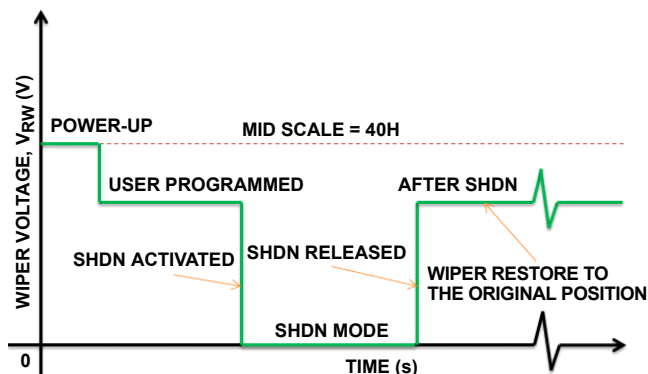 WIPER VOLTAGE, VRW (V)
POWER-UP
MID SCALE = 40H
USER PROGRAMMED
AFTER SHDN
SHDN ACTIVATED
SHDN RELEASED
WIPER RESTORE TO
THE ORIGINAL POSITION
SHDN MODE
0
TIME (s)